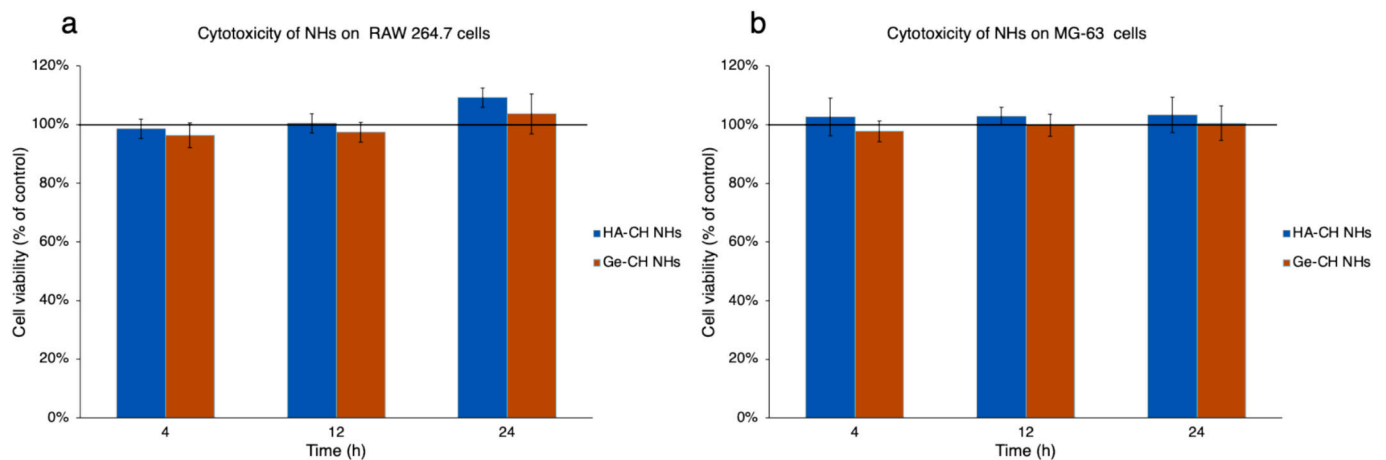 a
Cytotoxicity of NHs on RAW 264.7 cells
120%
100%
80%
60%
40%
20%
0%
Cell viability (% of control)
4
12
24
Time (h)
HA-CH NHs
Ge-CH NHs
b
Cytotoxicity of NHs on MG-63 cells
120%
100%
80%
60%
40%
20%
0%
Cell viability (% of control)
4
12
24
Time (h)
HA-CH NHs
Ge-CH NHs